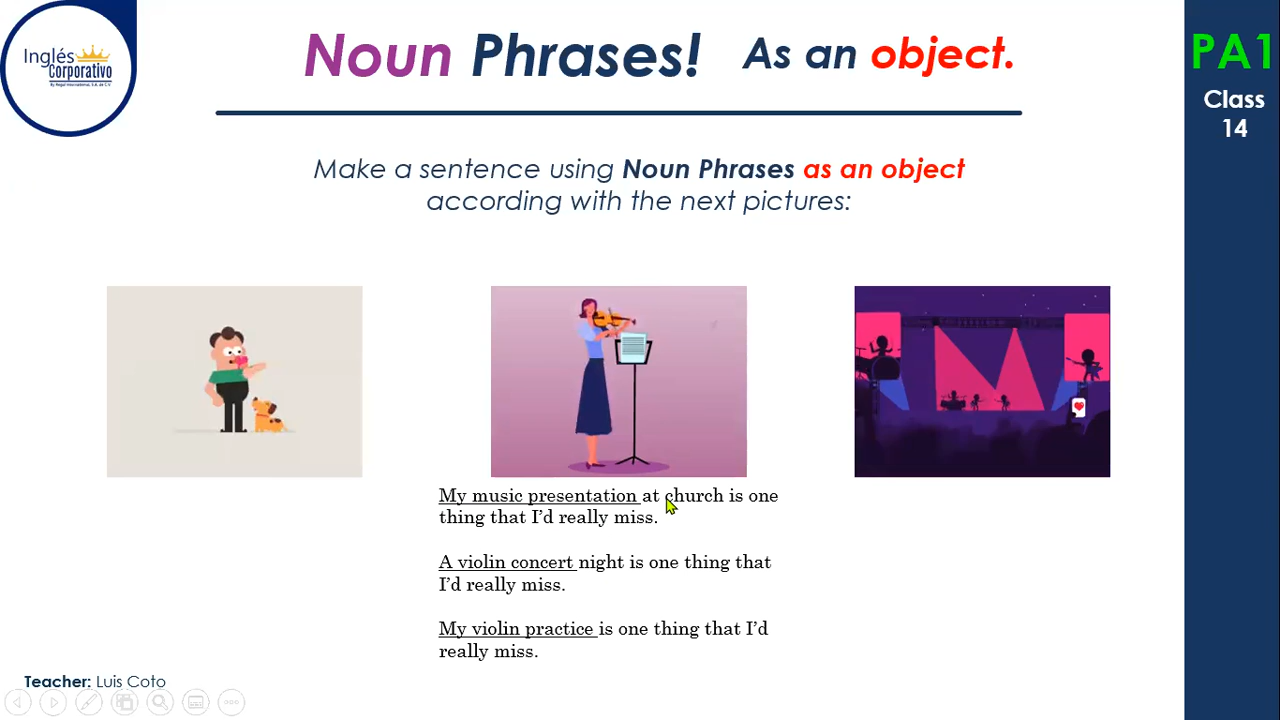 Inglés
Corporativo
By Regal International, S.A. de C.V.
Noun Phrases! As an object.
PA1
Class
14
Make a sentence using Noun Phrases as an object
according with the next pictures:
My music presentation at church is one
thing that I'd really miss.
A violin concert night is one thing that
I'd really miss.
My violin practice is one thing that I'd
really miss.
Teacher: Luis Coto